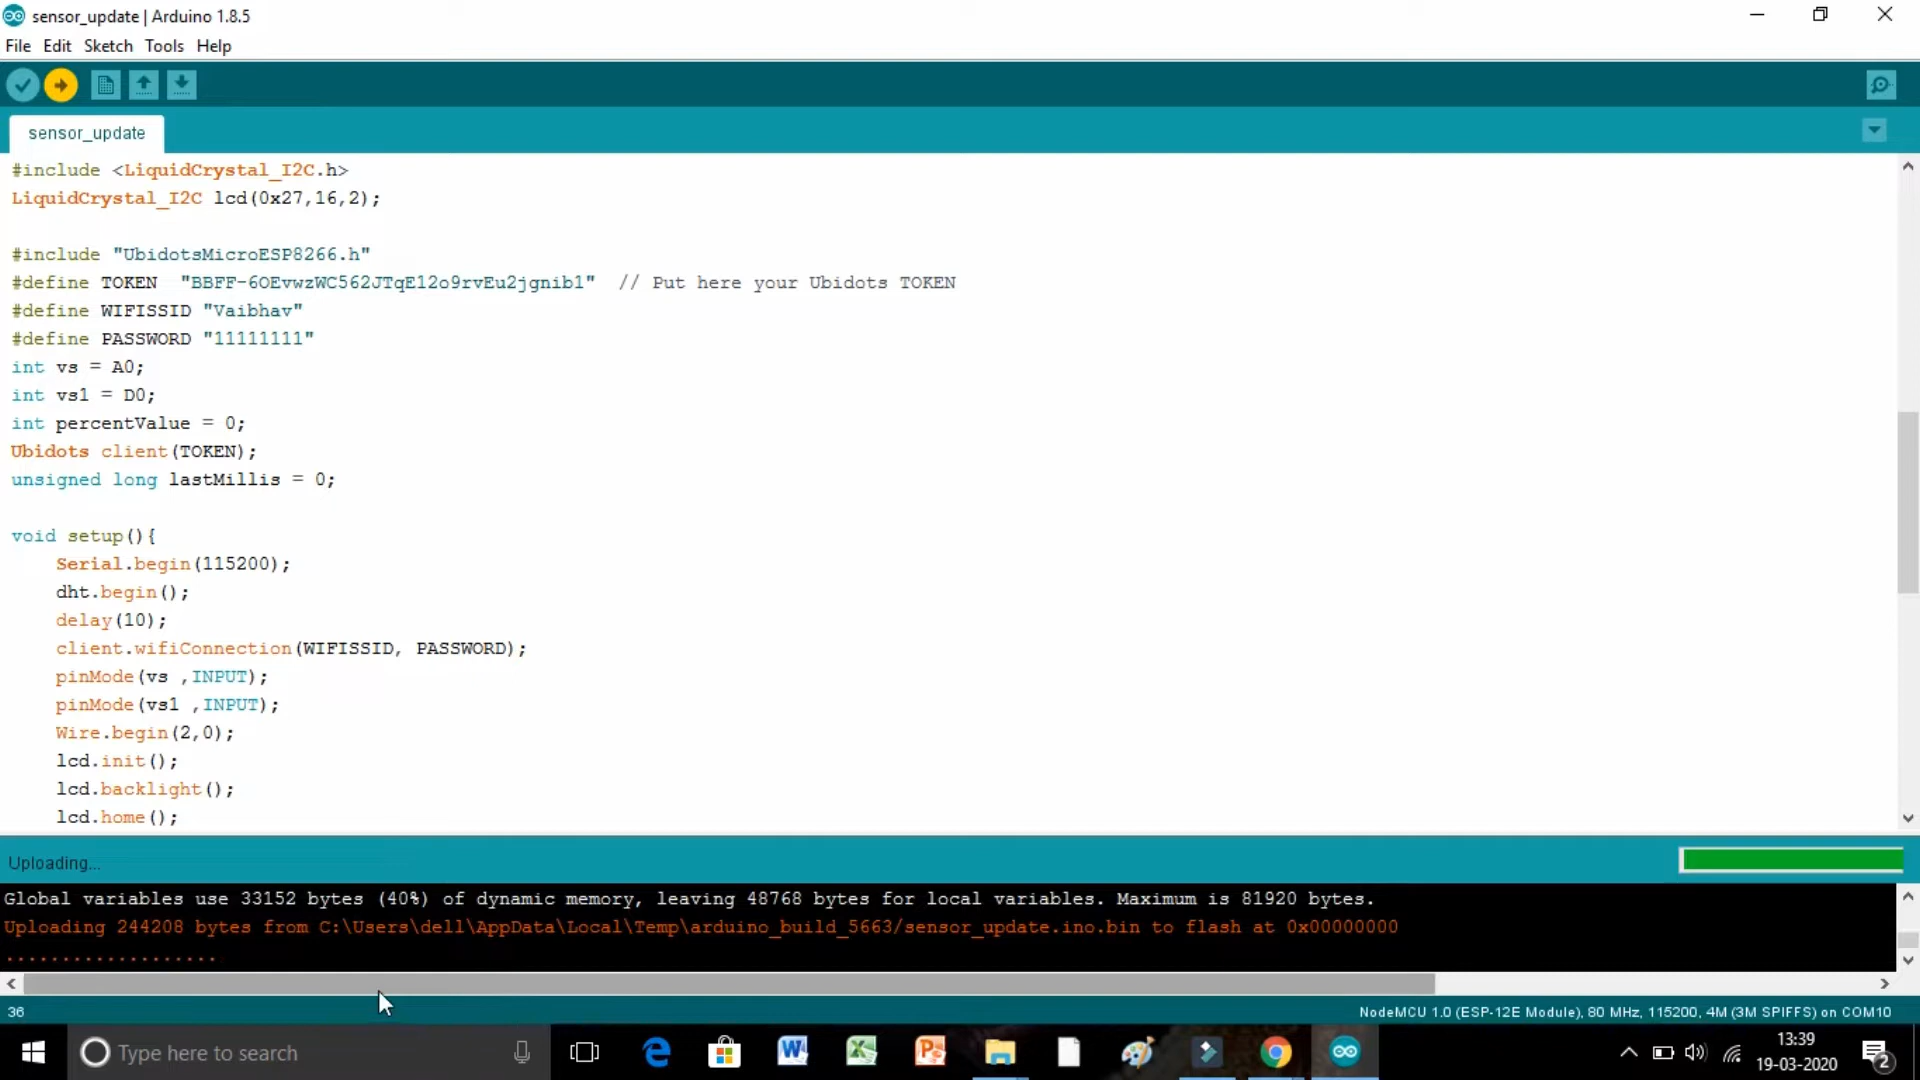 sensor_update | Arduino 1.8.5
File Edit Sketch Tools Help
sensor_update
#include <LiquidCrystal_I2C.h>
LiquidCrystal_I2C lcd(0x27,16,2);
#include "UbidotsMicroESP8266.h"
#define TOKEN  "BBFF-6OEvwzWC562JTqE12o9rvEu2jgnib1"  // Put here your Ubidots TOKEN
#define WIFISSID "Vaibhav"
#define PASSWORD "11111111"
int vs = A0;
int vs1 = D0;
int percentValue = 0;
Ubidots client(TOKEN);
unsigned long lastMillis = 0;
void setup(){
    Serial.begin(115200);
    dht.begin();
    delay(10);
    client.wifiConnection(WIFISSID, PASSWORD);
    pinMode(vs ,INPUT);
    pinMode(vs1 ,INPUT);
    Wire.begin(2,0);
    lcd.init();
    lcd.backlight();
    lcd.home();
Uploading...
Global variables use 33152 bytes (40%) of dynamic memory, leaving 48768 bytes for local variables. Maximum is 81920 bytes.
Uploading 244208 bytes from C:\Users\dell\AppData\Local\Temp\arduino_build_5663/sensor_update.ino.bin to flash at 0x00000000
...................
36
NodeMCU 1.0 (ESP-12E Module), 80 MHz, 115200, 4M (3M SPIFFS) on COM10
Type here to search
13:39
19-03-2020
2